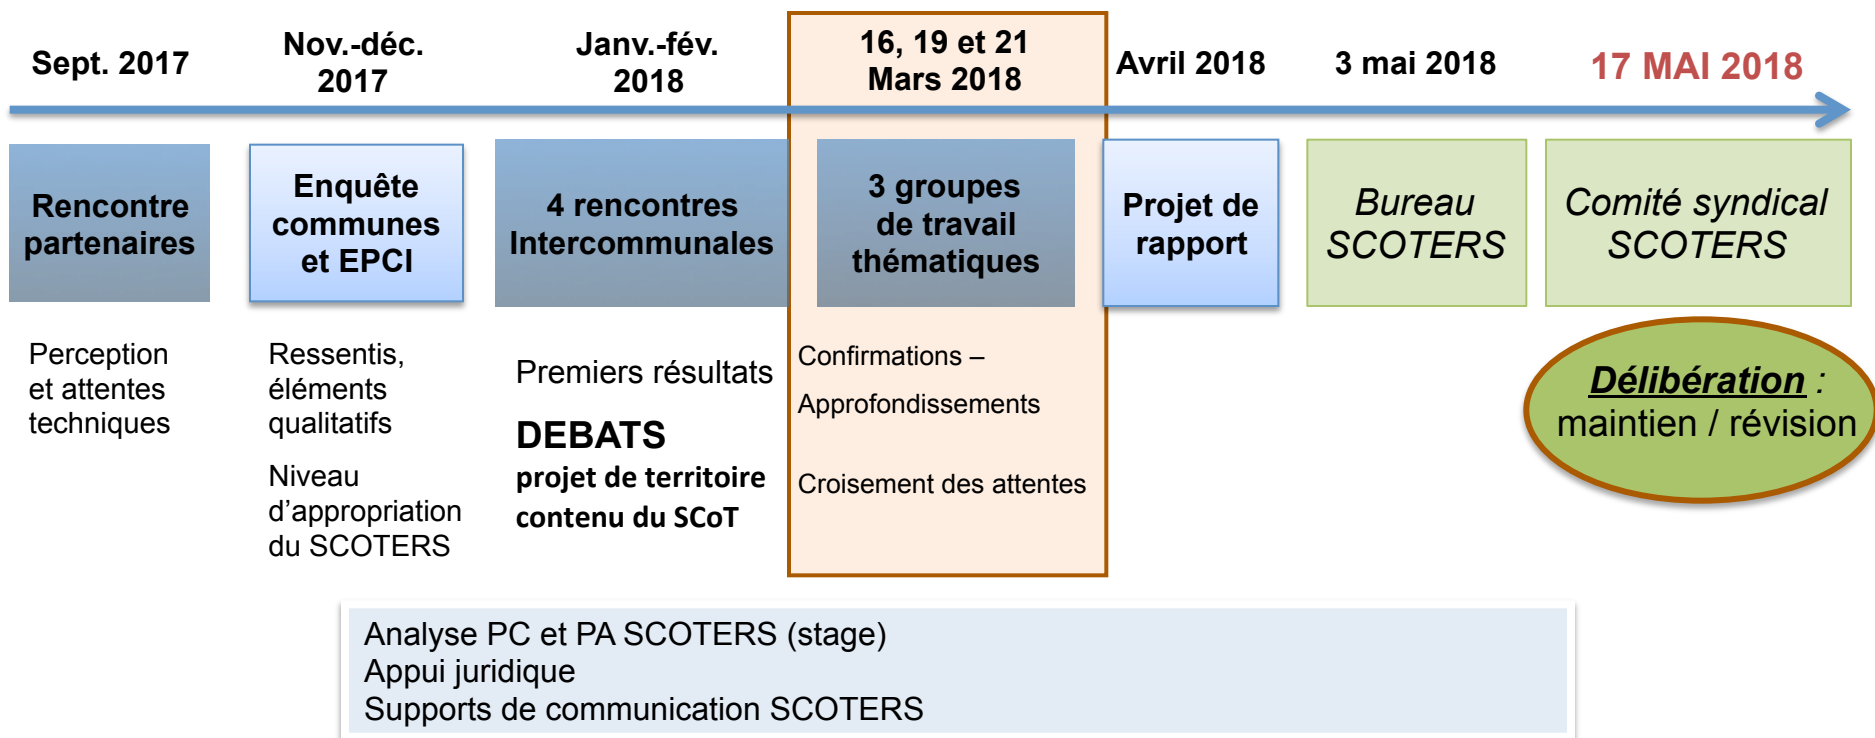 Sept. 2017
Nov.-déc.
2017
Janv.-fév.
2018
16, 19 et 21
Mars 2018
Avril 2018
3 mai 2018
17 MAI 2018
Rencontre
partenaires
Enquête
communes
et EPCI
4 rencontres
Intercommunales
3 groupes
de travail
thématiques
Projet de
rapport
Bureau
SCOTERS
Comité syndical
SCOTERS
Perception
et attentes
techniques
Ressentis,
éléments
qualitatifs
Niveau
d’appropriation
du SCOTERS
Premiers résultats
DEBATS
projet de territoire
contenu du SCoT
Confirmations –
Approfondissements
Croisement des attentes
Délibération :
maintien / révision
Analyse PC et PA SCOTERS (stage)
Appui juridique
Supports de communication SCOTERS